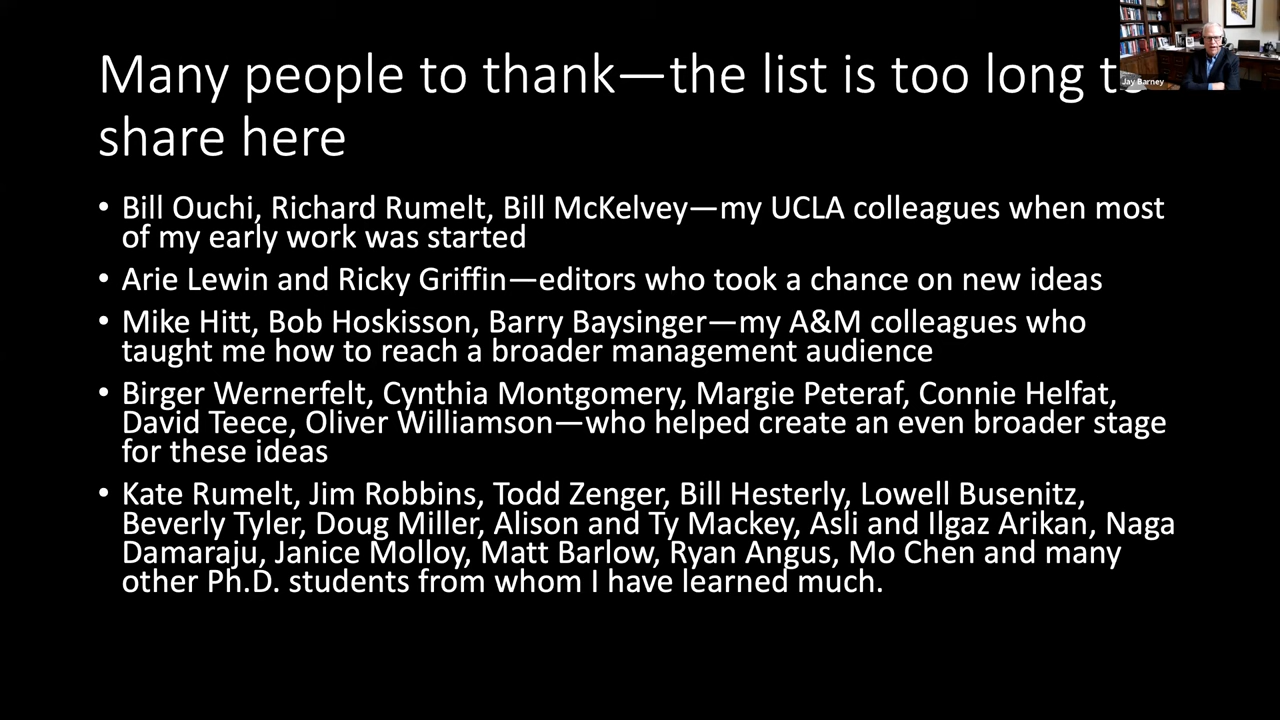 Many people to thank—the list is too long to
share here
Jay Barney
• Bill Ouchi, Richard Rumelt, Bill McKelvey—my UCLA colleagues when most
of my early work was started
• Arie Lewin and Ricky Griffin—editors who took a chance on new ideas
• Mike Hitt, Bob Hoskisson, Barry Baysinger—my A&M colleagues who
taught me how to reach a broader management audience
• Birger Wernerfelt, Cynthia Montgomery, Margie Peteraf, Connie Helfat,
David Teece, Oliver Williamson—who helped create an even broader stage
for these ideas
• Kate Rumelt, Jim Robbins, Todd Zenger, Bill Hesterly, Lowell Busenitz,
Beverly Tyler, Doug Miller, Alison and Ty Mackey, Asli and Ilgaz Arikan, Naga
Damaraju, Janice Molloy, Matt Barlow, Ryan Angus, Mo Chen and many
other Ph.D. students from whom I have learned much.